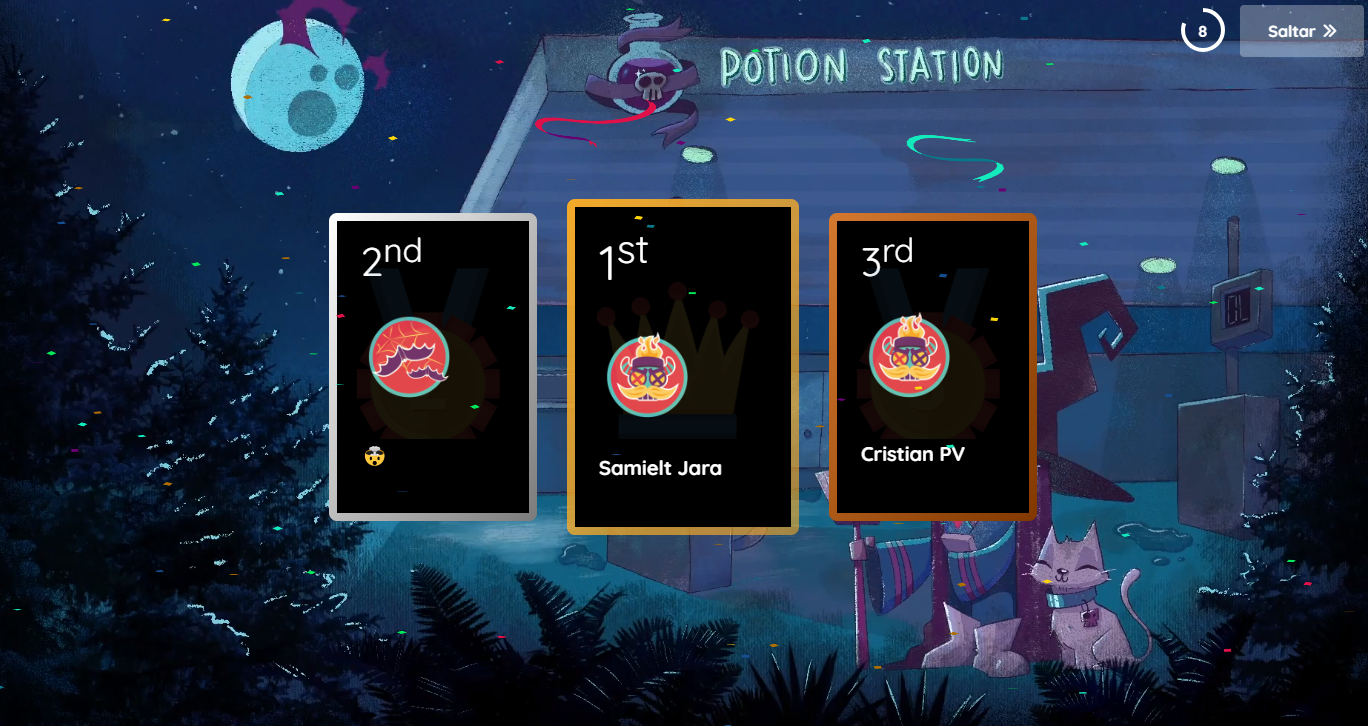 8
Saltar
POTION STATION
2nd
🤯
1st
Samielt Jara
3rd
Cristian PV